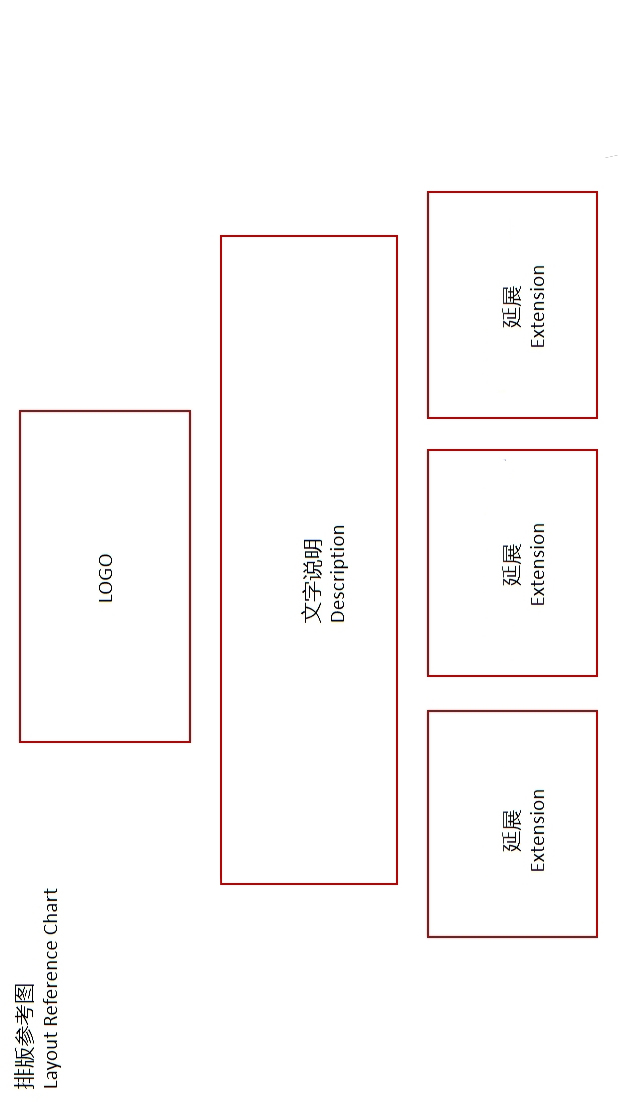 排版参考图
Layout Reference Chart
LOGO
文字说明
Description
延展
Extension
延展
Extension
延展
Extension